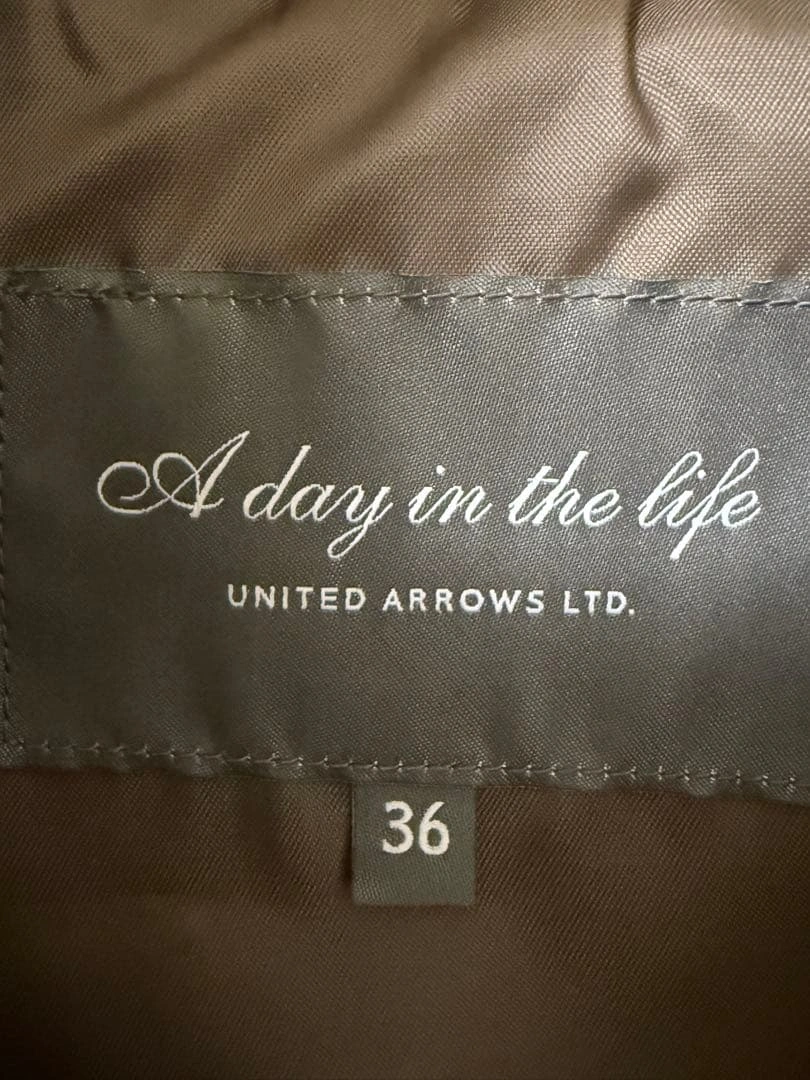 A day in the life
UNITED ARROWS LTD.
36